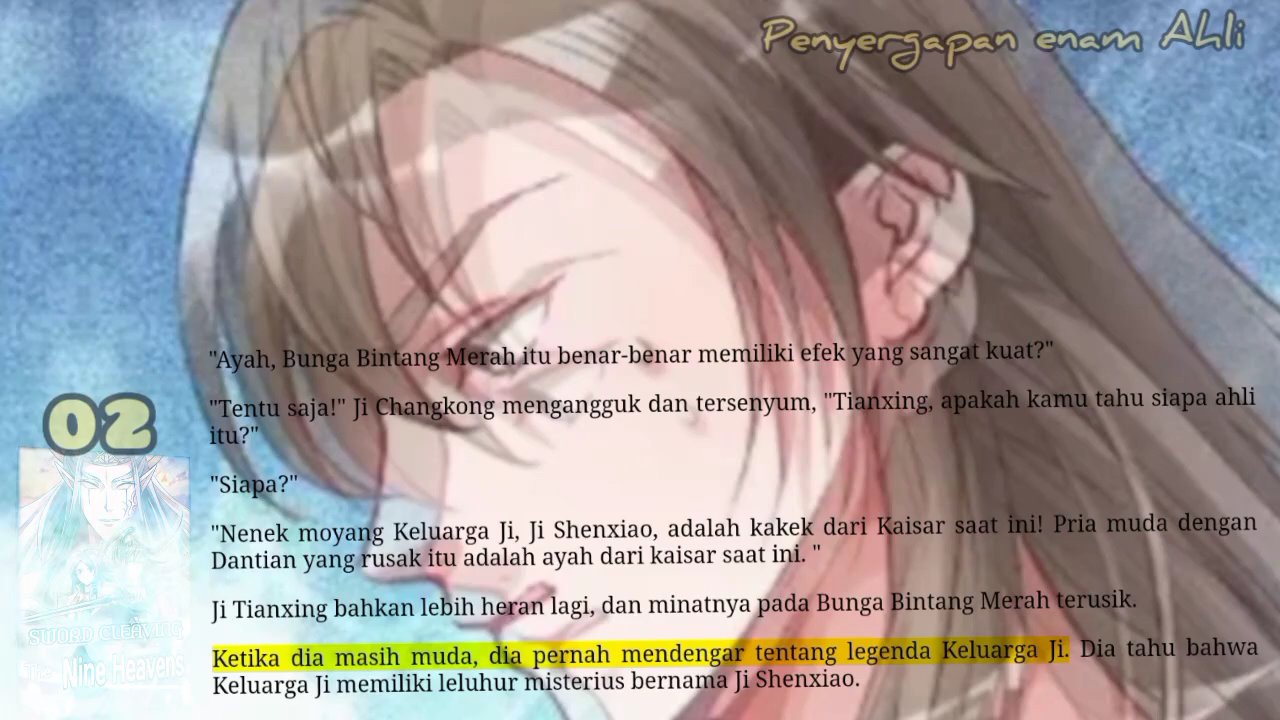 Penyergapan enam Ahli
"Ayah, Bunga Bintang Merah itu benar-benar memiliki efek yang sangat kuat?"
"Tentu saja!" Ji Changkong mengangguk dan tersenyum, "Tianxing, apakah kamu tahu siapa ahli
itu?"
"Siapa?"
"Nenek moyang Keluarga Ji, Ji Shenxiao, adalah kakek dari Kaisar saat ini! Pria muda dengan
Dantian yang rusak itu adalah ayah dari kaisar saat ini. "
Ji Tianxing bahkan lebih heran lagi, dan minatnya pada Bunga Bintang Merah terusik.
Ketika dia masih muda, dia pernah mendengar tentang legenda Keluarga Ji. Dia tahu bahwa
Keluarga Ji memiliki leluhur misterius bernama Ji Shenxiao.
02
SWORD CLEAVING
The Nine Heavens